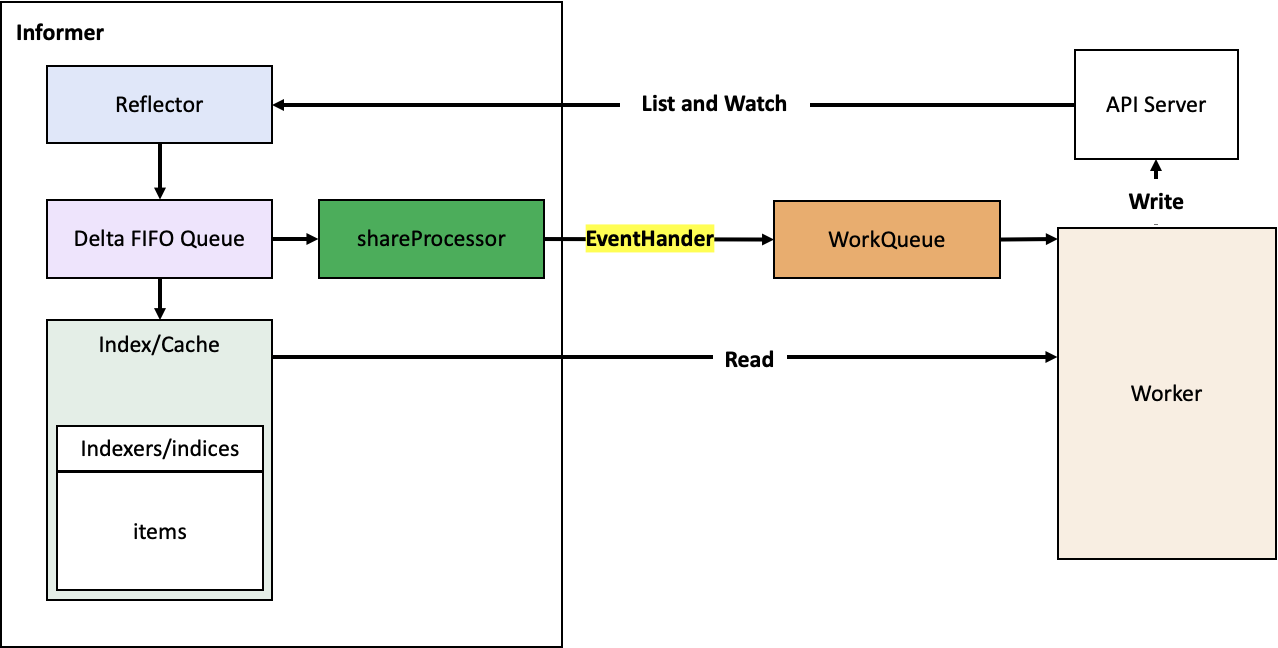 Informer
Reflector
List and Watch
API Server
Write
Delta FIFO Queue
shareProcessor
EventHander
WorkQueue
Index/Cache
Read
Worker
Indexers/indices
items